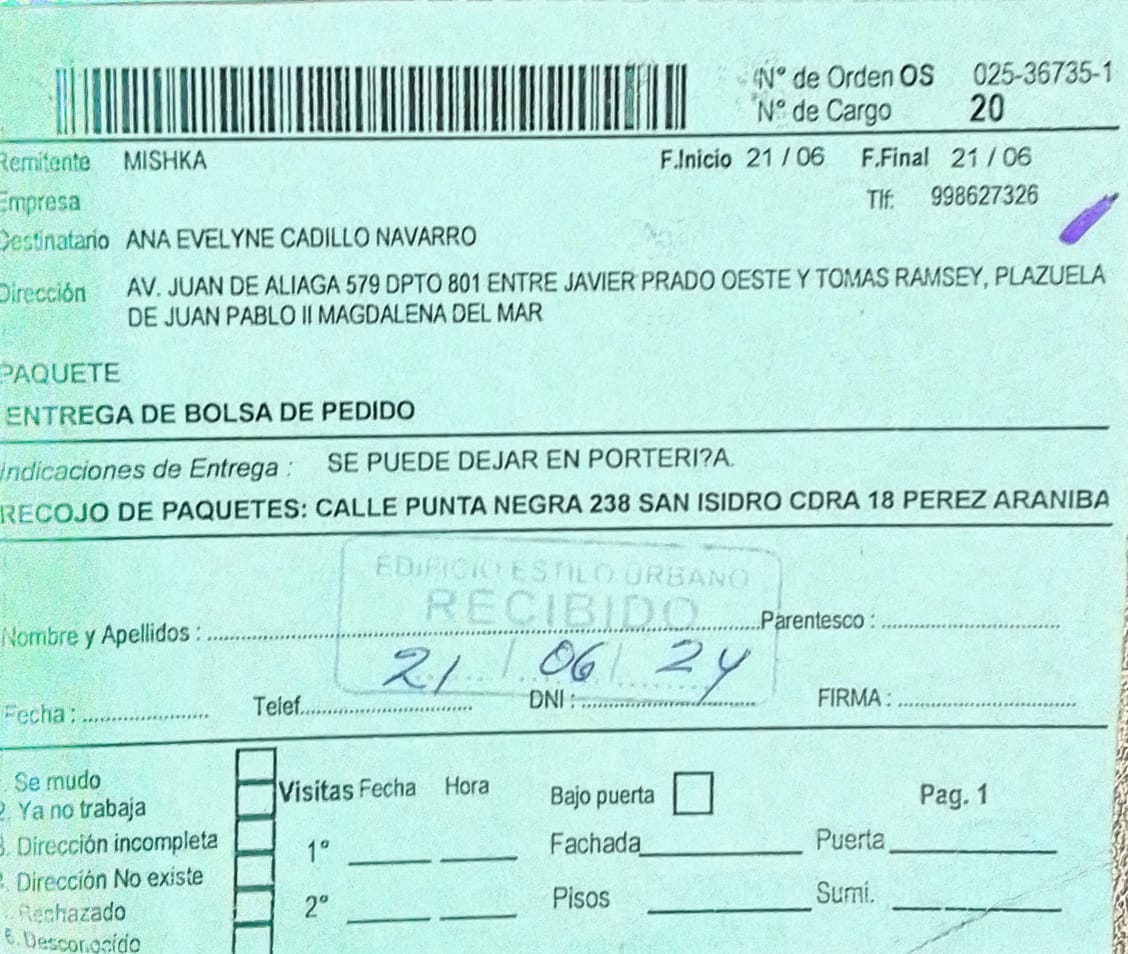 N° de Orden OS 025-36735-1
N° de Cargo 20
Remitente MISHKA F.Inicio 21 / 06 F.Final 21 / 06
Empresa Tlf: 998627326
Destinatario ANA EVELYNE CADILLO NAVARRO
Dirección AV. JUAN DE ALIAGA 579 DPTO 801 ENTRE JAVIER PRADO OESTE Y TOMAS RAMSEY, PLAZUELA
DE JUAN PABLO II MAGDALENA DEL MAR
PAQUETE
ENTREGA DE BOLSA DE PEDIDO
Indicaciones de Entrega : SE PUEDE DEJAR EN PORTERI?A.
RECOJO DE PAQUETES: CALLE PUNTA NEGRA 238 SAN ISIDRO CDRA 18 PEREZ ARANIBA
EDIFICIO ESTILO URBANO
RECIBIDO
Nombre y Apellidos : Parentesco :
21 / 06 / 24
Fecha : Telef. DNI : FIRMA :
Se mudo
Visitas Fecha Hora Bajo puerta Pag. 1
2. Ya no trabaja
3. Dirección incompleta 1° Fachada Puerta
Dirección No existe
Rechazado 2° Pisos Sumi.
6. Desconocido